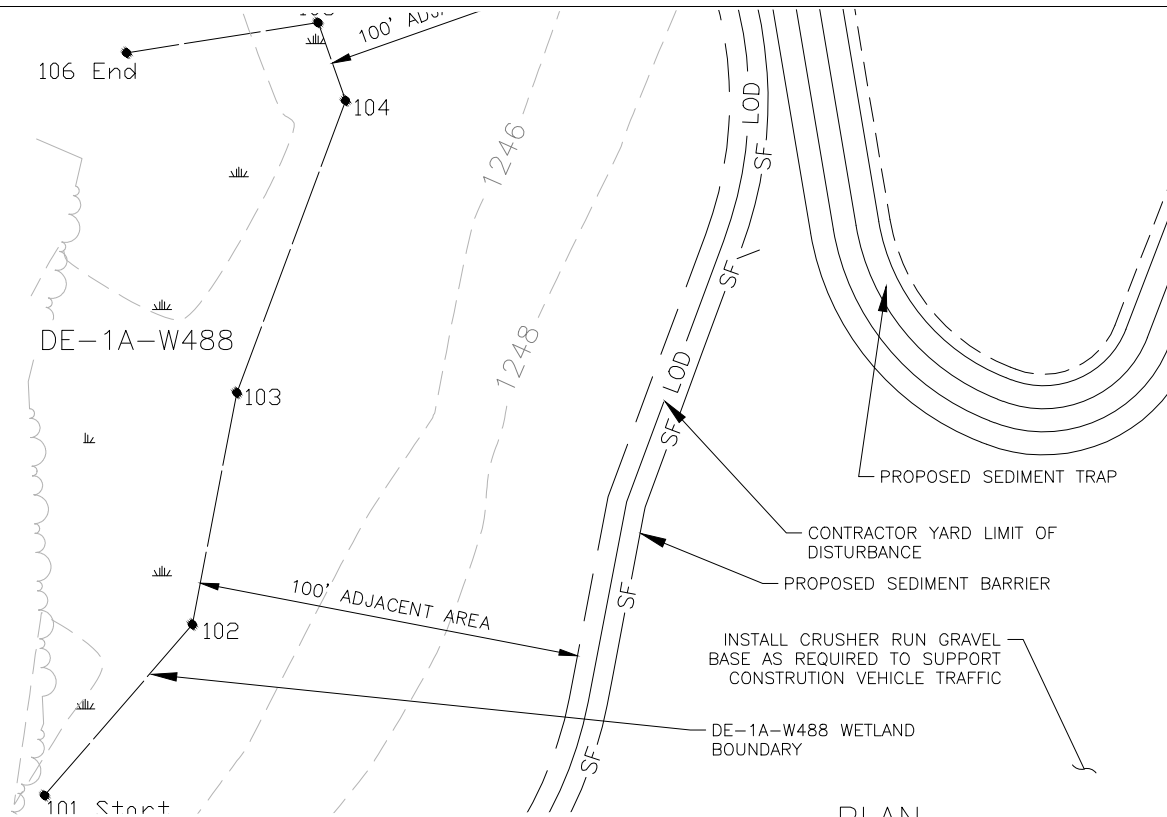 100' ADJA
106 End
104
LOD
SF
1246
SF
DE-1A-W488
1248
LOD
103
SF
PROPOSED SEDIMENT TRAP
CONTRACTOR YARD LIMIT OF
DISTURBANCE
PROPOSED SEDIMENT BARRIER
100' ADJACENT AREA
SF
102
INSTALL CRUSHER RUN GRAVEL
BASE AS REQUIRED TO SUPPORT
CONSTRUTION VEHICLE TRAFFIC
DE-1A-W488 WETLAND
BOUNDARY
SF
101 Start
PLAN